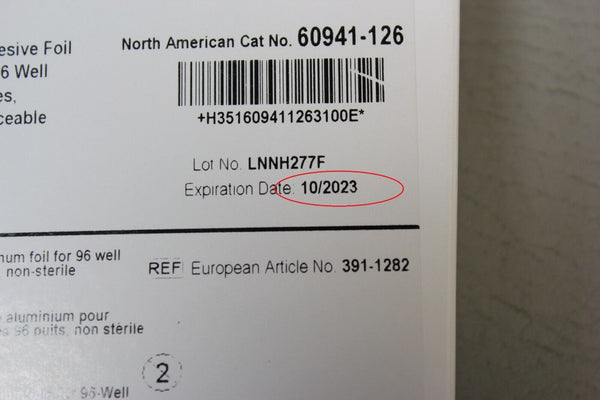 North American Cat No. 60941-126
esive Foil
6 Well
es,
ceable
+H351609411263100E*
Lot No. LNNH277F
Expiration Date. 10/2023
num foil for 96 well
non-sterile
REF European Article No. 391-1282
aluminium pour
s 96 puits, non stérile
2
96-Well